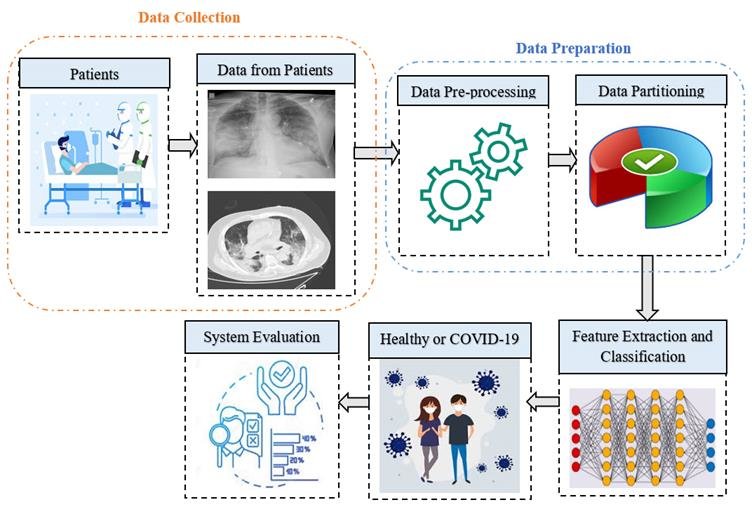 Data Collection
Data Preparation
Patients
Data from Patients
Data Pre-processing
Data Partitioning
System Evaluation
Healthy or COVID-19
Feature Extraction and
Classification
40%
30%
20%
10%